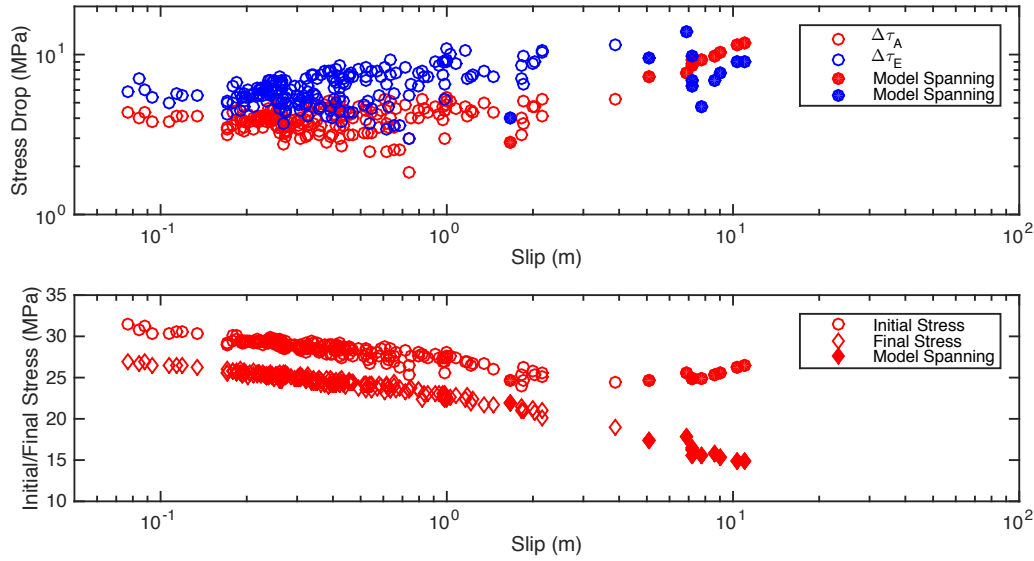 Stress Drop (MPa)
10^1
10^0
10^-1
10^0
10^1
10^2
Slip (m)
Δτ_A
Δτ_E
Model Spanning
Model Spanning
Initial/Final Stress (MPa)
35
30
25
20
15
10
10^-1
10^0
10^1
10^2
Slip (m)
Initial Stress
Final Stress
Model Spanning